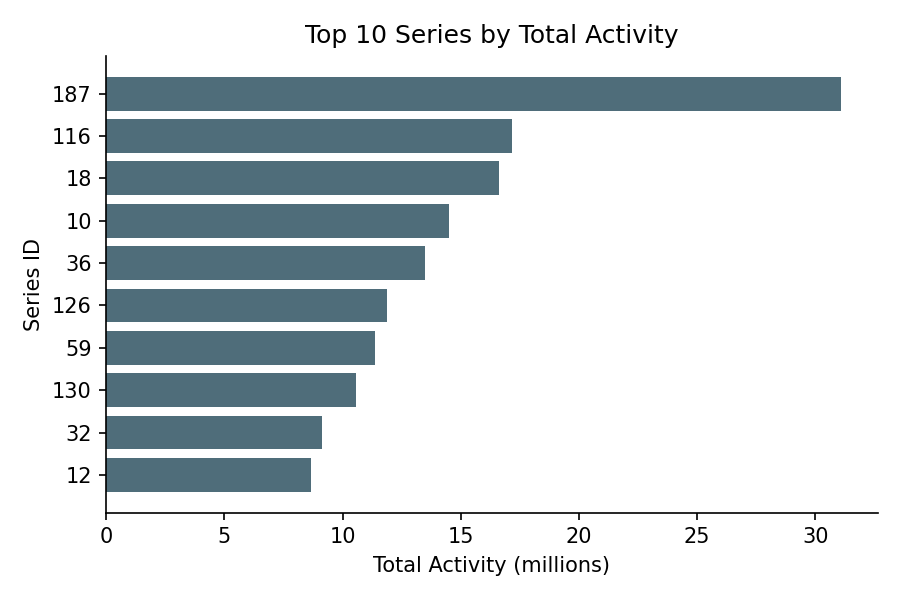 Top 10 Series by Total Activity
Series ID
187
116
18
10
36
126
59
130
32
12
0 5 10 15 20 25 30
Total Activity (millions)